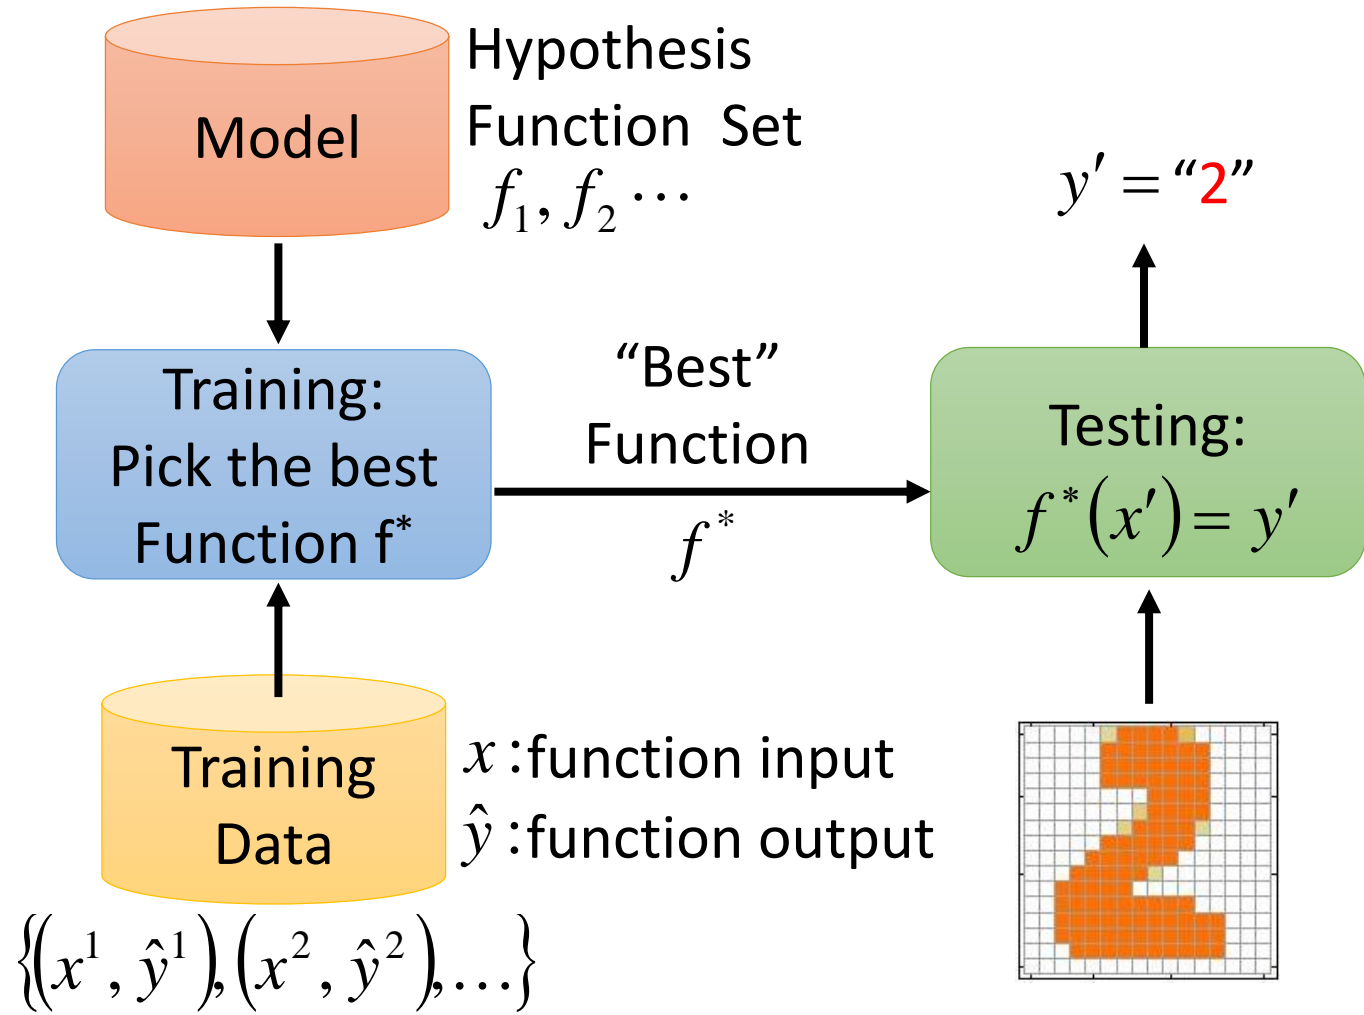 Model
Hypothesis
Function Set
f₁, f₂ ⋯
y′ = “2”
Training:
Pick the best
Function f*
“Best”
Function
f*
Testing:
f*(x′) = y′
Training
Data
x :function input
ŷ :function output
{(x¹, ŷ¹), (x², ŷ²), …}